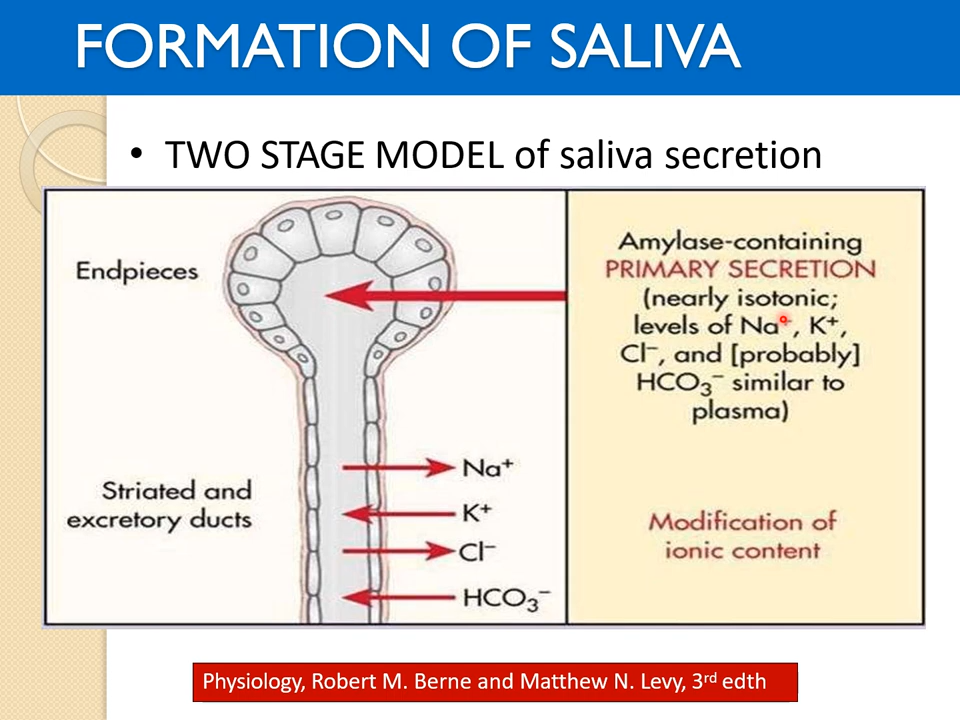 FORMATION OF SALIVA
• TWO STAGE MODEL of saliva secretion
Endpieces
Amylase-containing
PRIMARY SECRETION
(nearly isotonic;
levels of Na⁺, K⁺,
Cl⁻, and [probably]
HCO₃⁻ similar to
plasma)
Striated and
excretory ducts
Na⁺
K⁺
Cl⁻
HCO₃⁻
Modification of
ionic content
Physiology, Robert M. Berne and Matthew N. Levy, 3rd edth